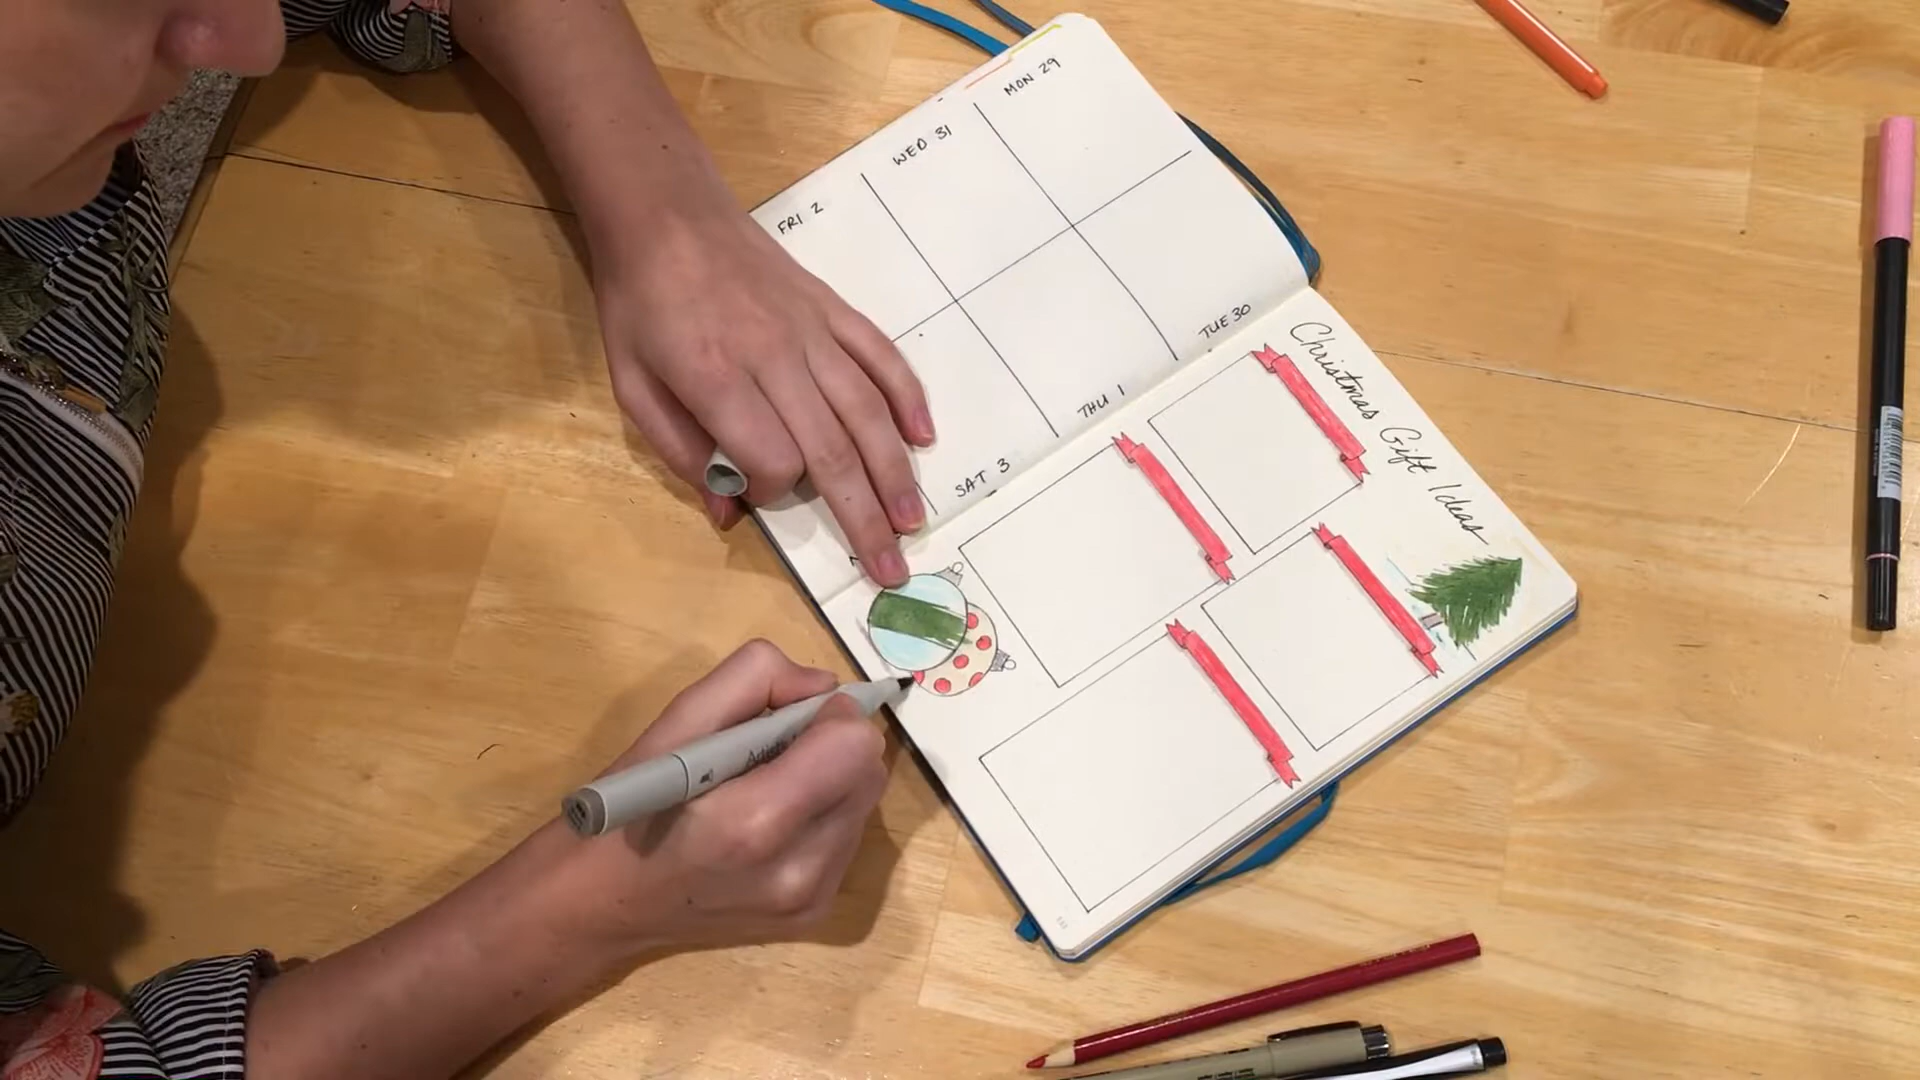 MON 29
WED 31
FRI 2
TUE 30
THU 1
SAT 3
Christmas Gift Ideas